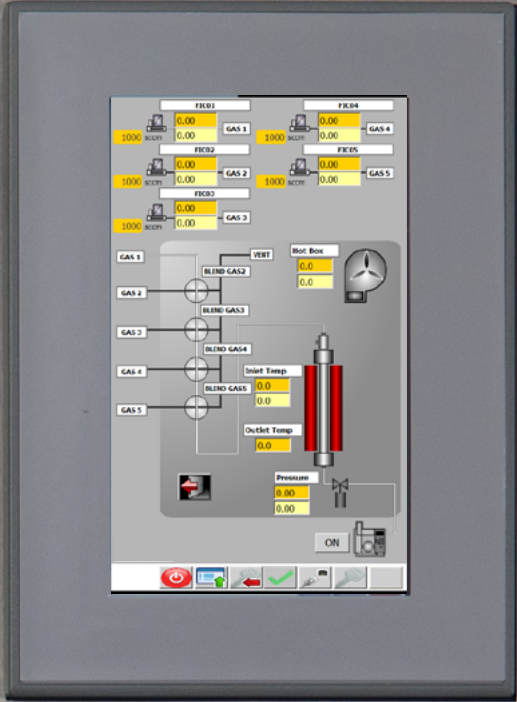 FIC01
FIC04
0.00
0.00
GAS 1
GAS 4
1000 sccm
0.00
1000 sccm
0.00
FIC02
FIC05
0.00
0.00
GAS 2
GAS 5
1000 sccm
0.00
1000 sccm
0.00
FIC03
0.00
GAS 3
1000 sccm
0.00
GAS 1
VENT
Hot Box
0.0
BLIND GAS2
0.0
GAS 2
BLIND GAS3
GAS 3
BLIND GAS4
GAS 4
Inlet Temp
0.0
BLIND GAS5
0.0
GAS 5
Outlet Temp
0.0
Pressure
0.00
0.00
ON